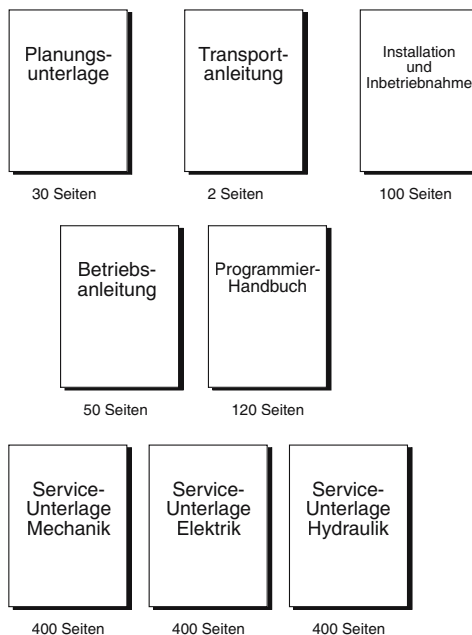 Planungs-
unterlage
30 Seiten
Transport-
anleitung
2 Seiten
Installation
und
Inbetriebnahme
100 Seiten
Betriebs-
anleitung
50 Seiten
Programmier-
Handbuch
120 Seiten
Service-
Unterlage
Mechanik
400 Seiten
Service-
Unterlage
Elektrik
400 Seiten
Service-
Unterlage
Hydraulik
400 Seiten